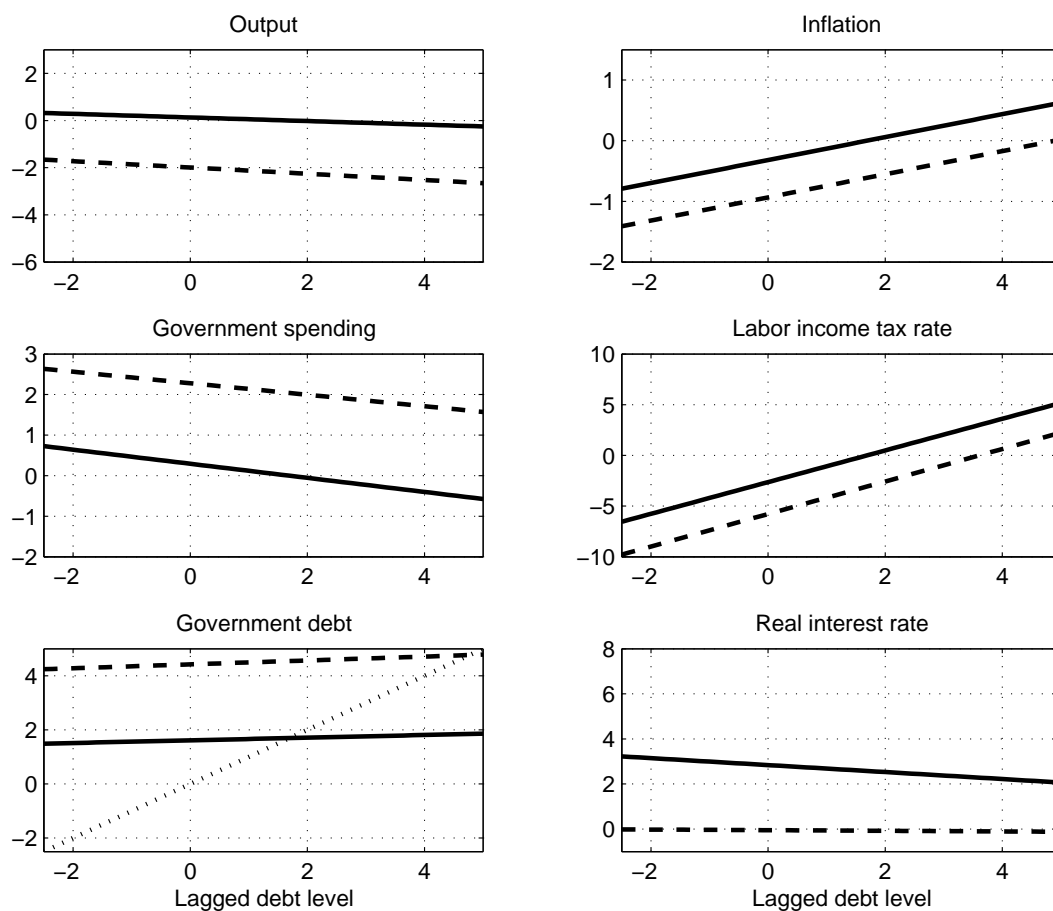 Output
2
0
−2
−4
−6
−2 0 2 4
Inflation
1
0
−1
−2
−2 0 2 4
Government spending
3
2
1
0
−1
−2
−2 0 2 4
Labor income tax rate
10
5
0
−5
−10
−2 0 2 4
Government debt
4
2
0
−2
−2 0 2 4
Lagged debt level
Real interest rate
8
6
4
2
0
−2 0 2 4
Lagged debt level